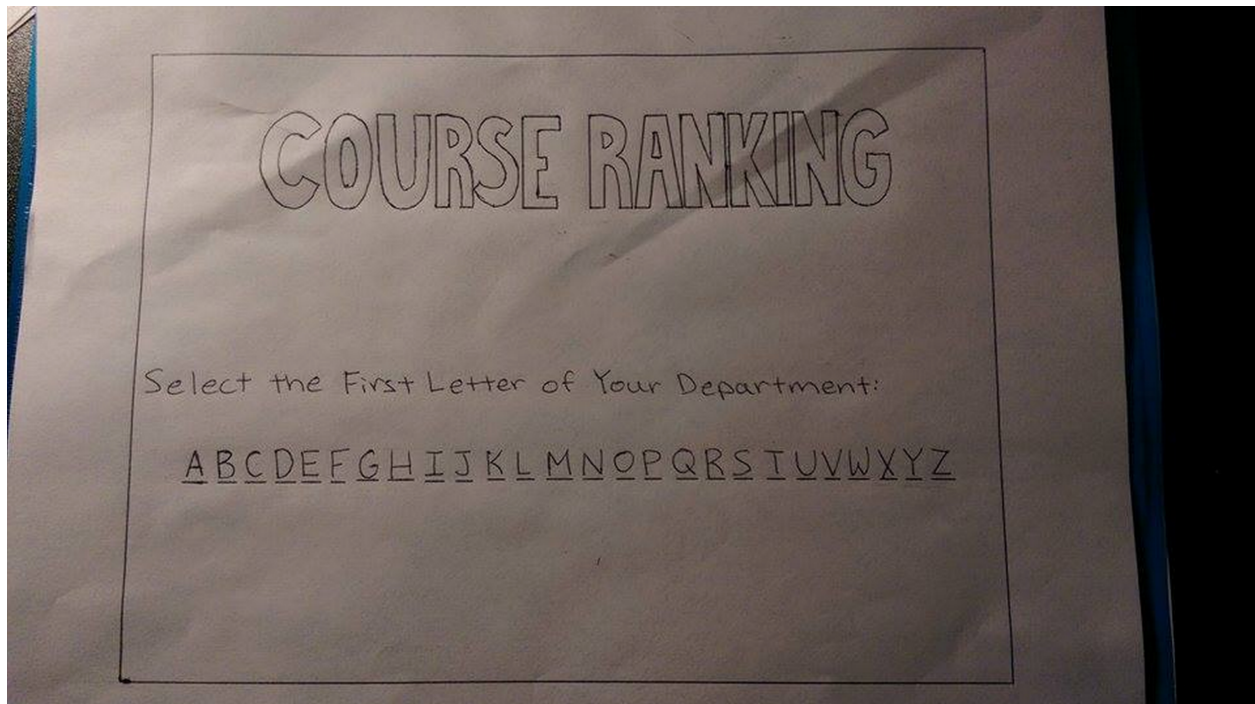 COURSE RANKING
Select the First Letter of Your Department:
A B C D E F G H I J K L M N O P Q R S T U V W X Y Z